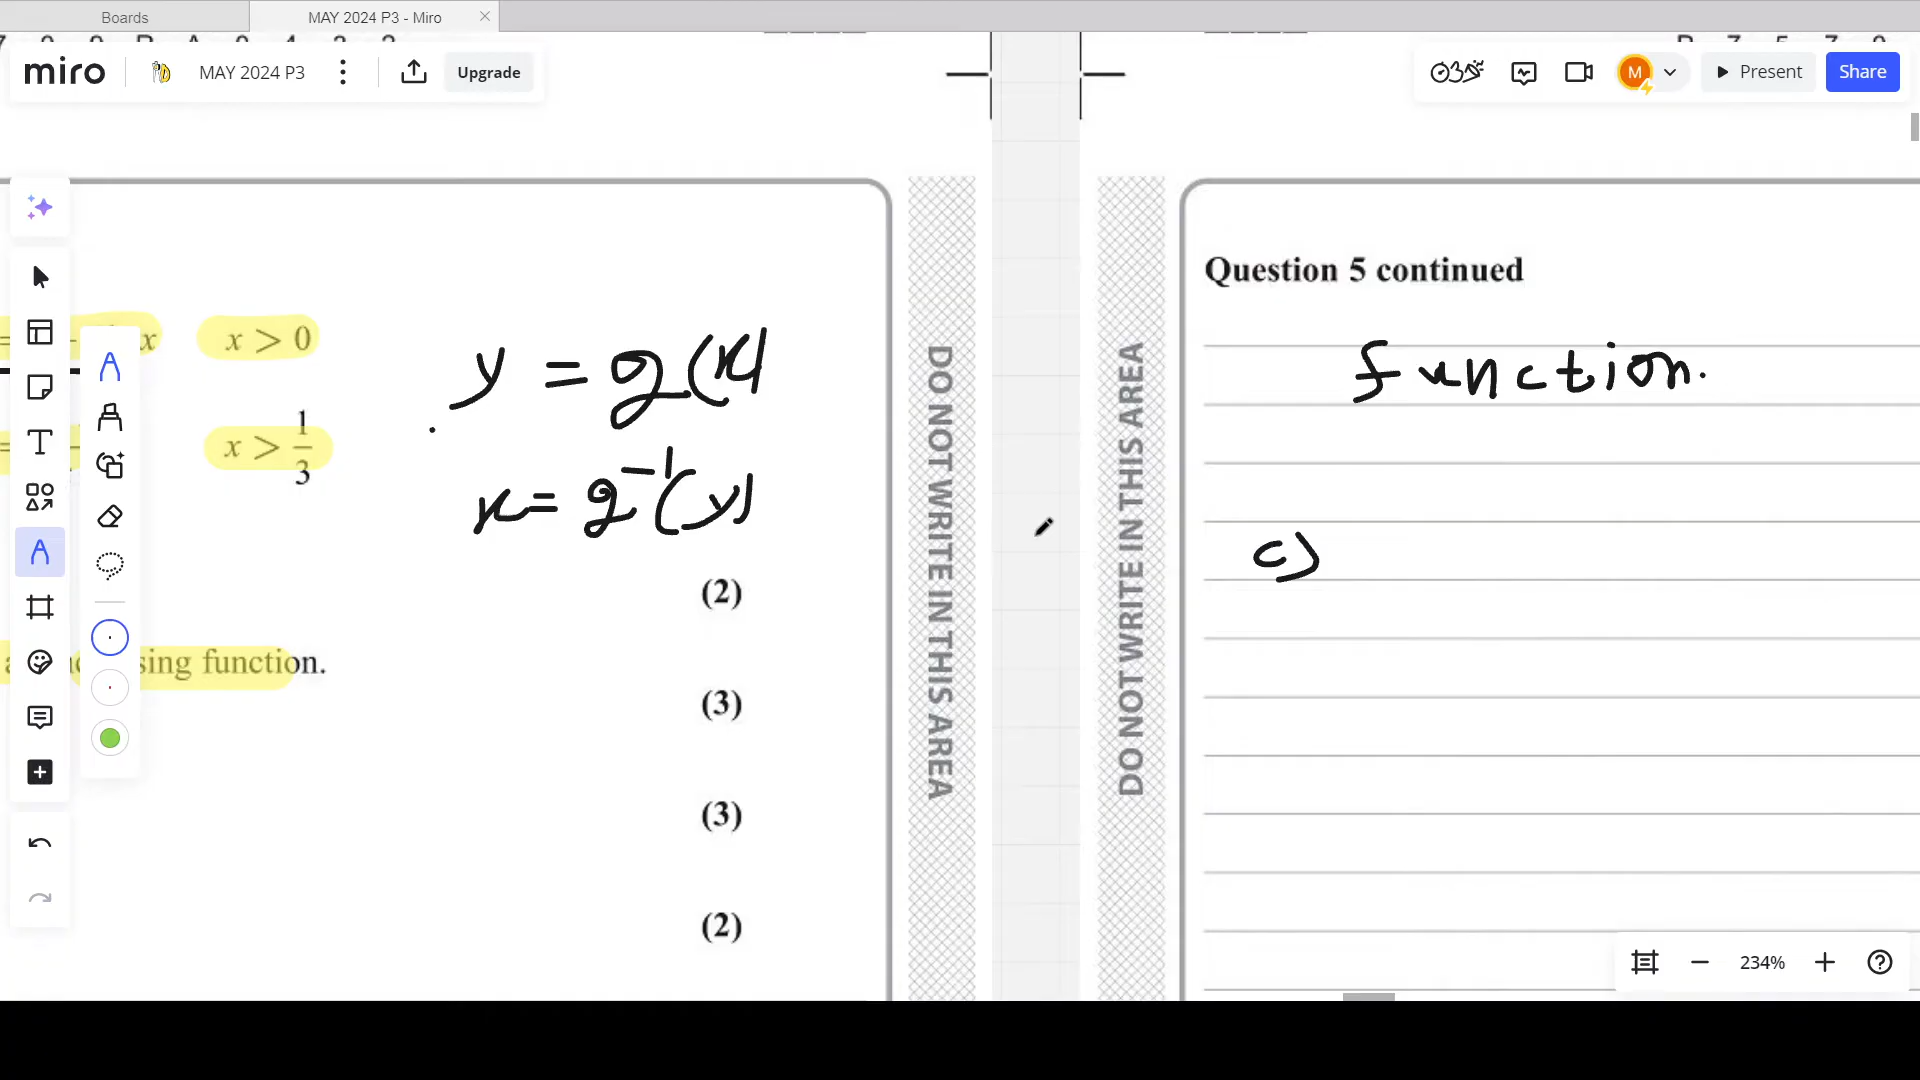 Boards
MAY 2024 P3 - Miro
miro
MAY 2024 P3
Upgrade
Present
Share
x
x > 0
y = g(x)
x > 1/3
x = g⁻¹(y)
(2)
sing function.
(3)
(3)
(2)
DO NOT WRITE IN THIS AREA
DO NOT WRITE IN THIS AREA
Question 5 continued
function.
c)
234%